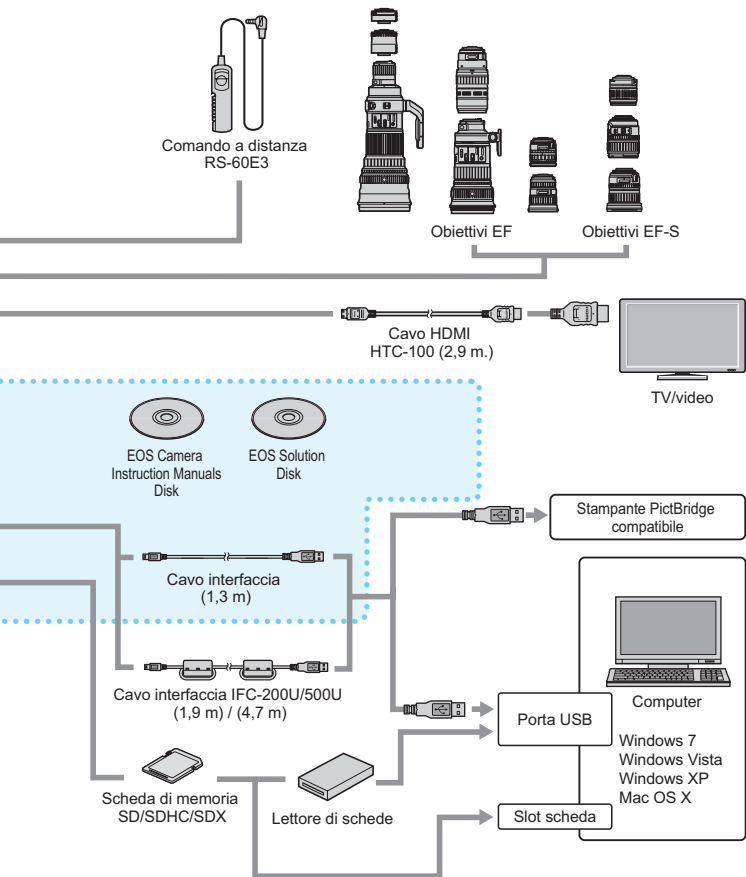 Comando a distanza
RS-60E3
Obiettivi EF
Obiettivi EF-S
Cavo HDMI
HTC-100 (2,9 m.)
TV/video
EOS Camera
Instruction Manuals
Disk
EOS Solution
Disk
Stampante PictBridge
compatibile
Cavo interfaccia
(1,3 m)
Cavo interfaccia IFC-200U/500U
(1,9 m) / (4,7 m)
Porta USB
Computer
Windows 7
Windows Vista
Windows XP
Mac OS X
Scheda di memoria
SD/SDHC/SDX
Lettore di schede
Slot scheda